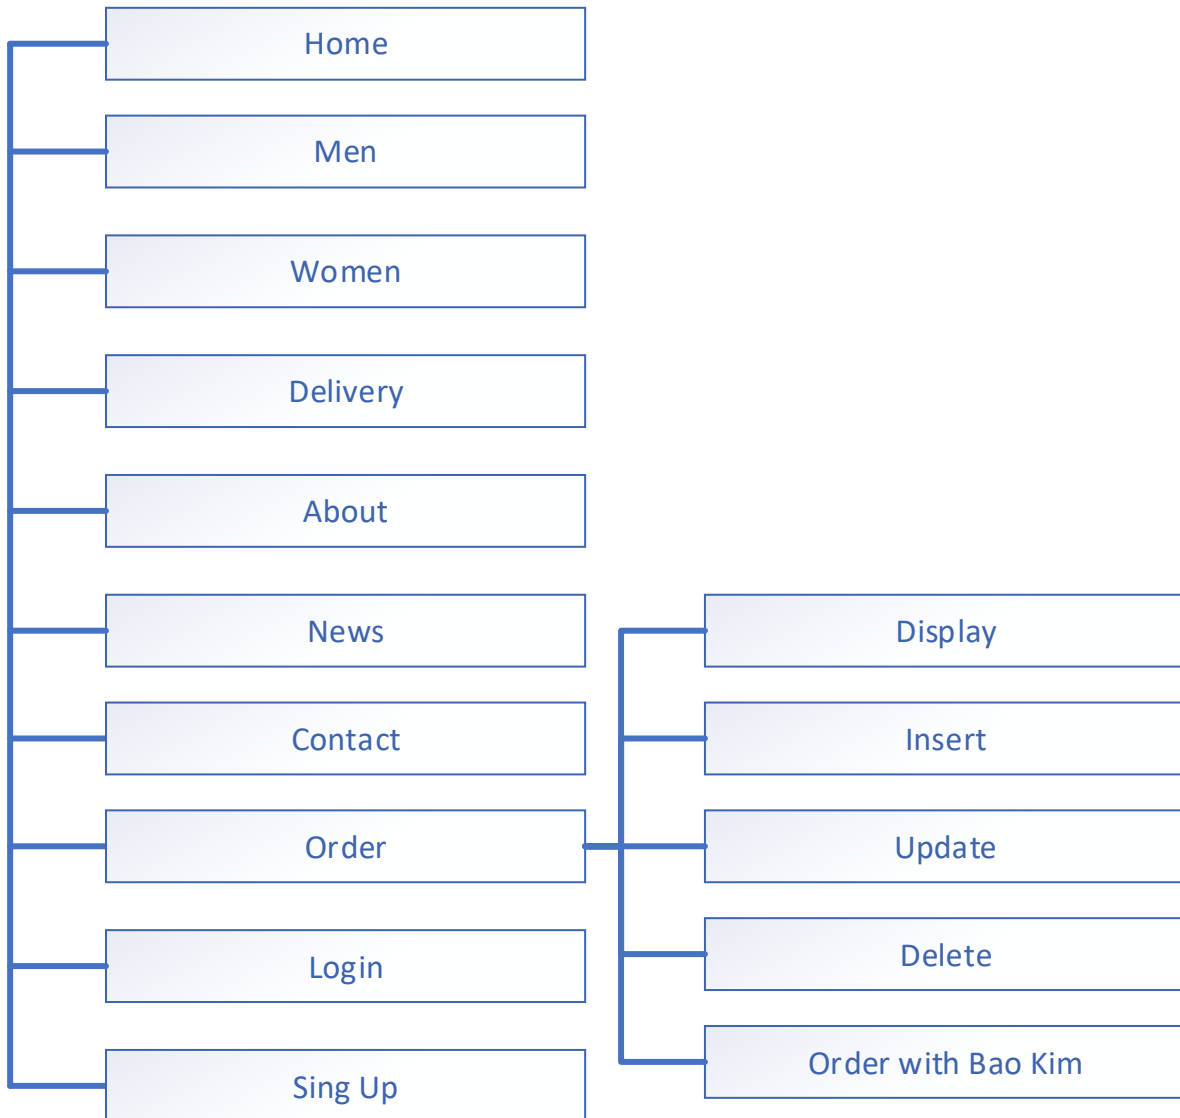 Home
Men
Women
Delivery
About
News
Contact
Order
Login
Sing Up
Display
Insert
Update
Delete
Order with Bao Kim